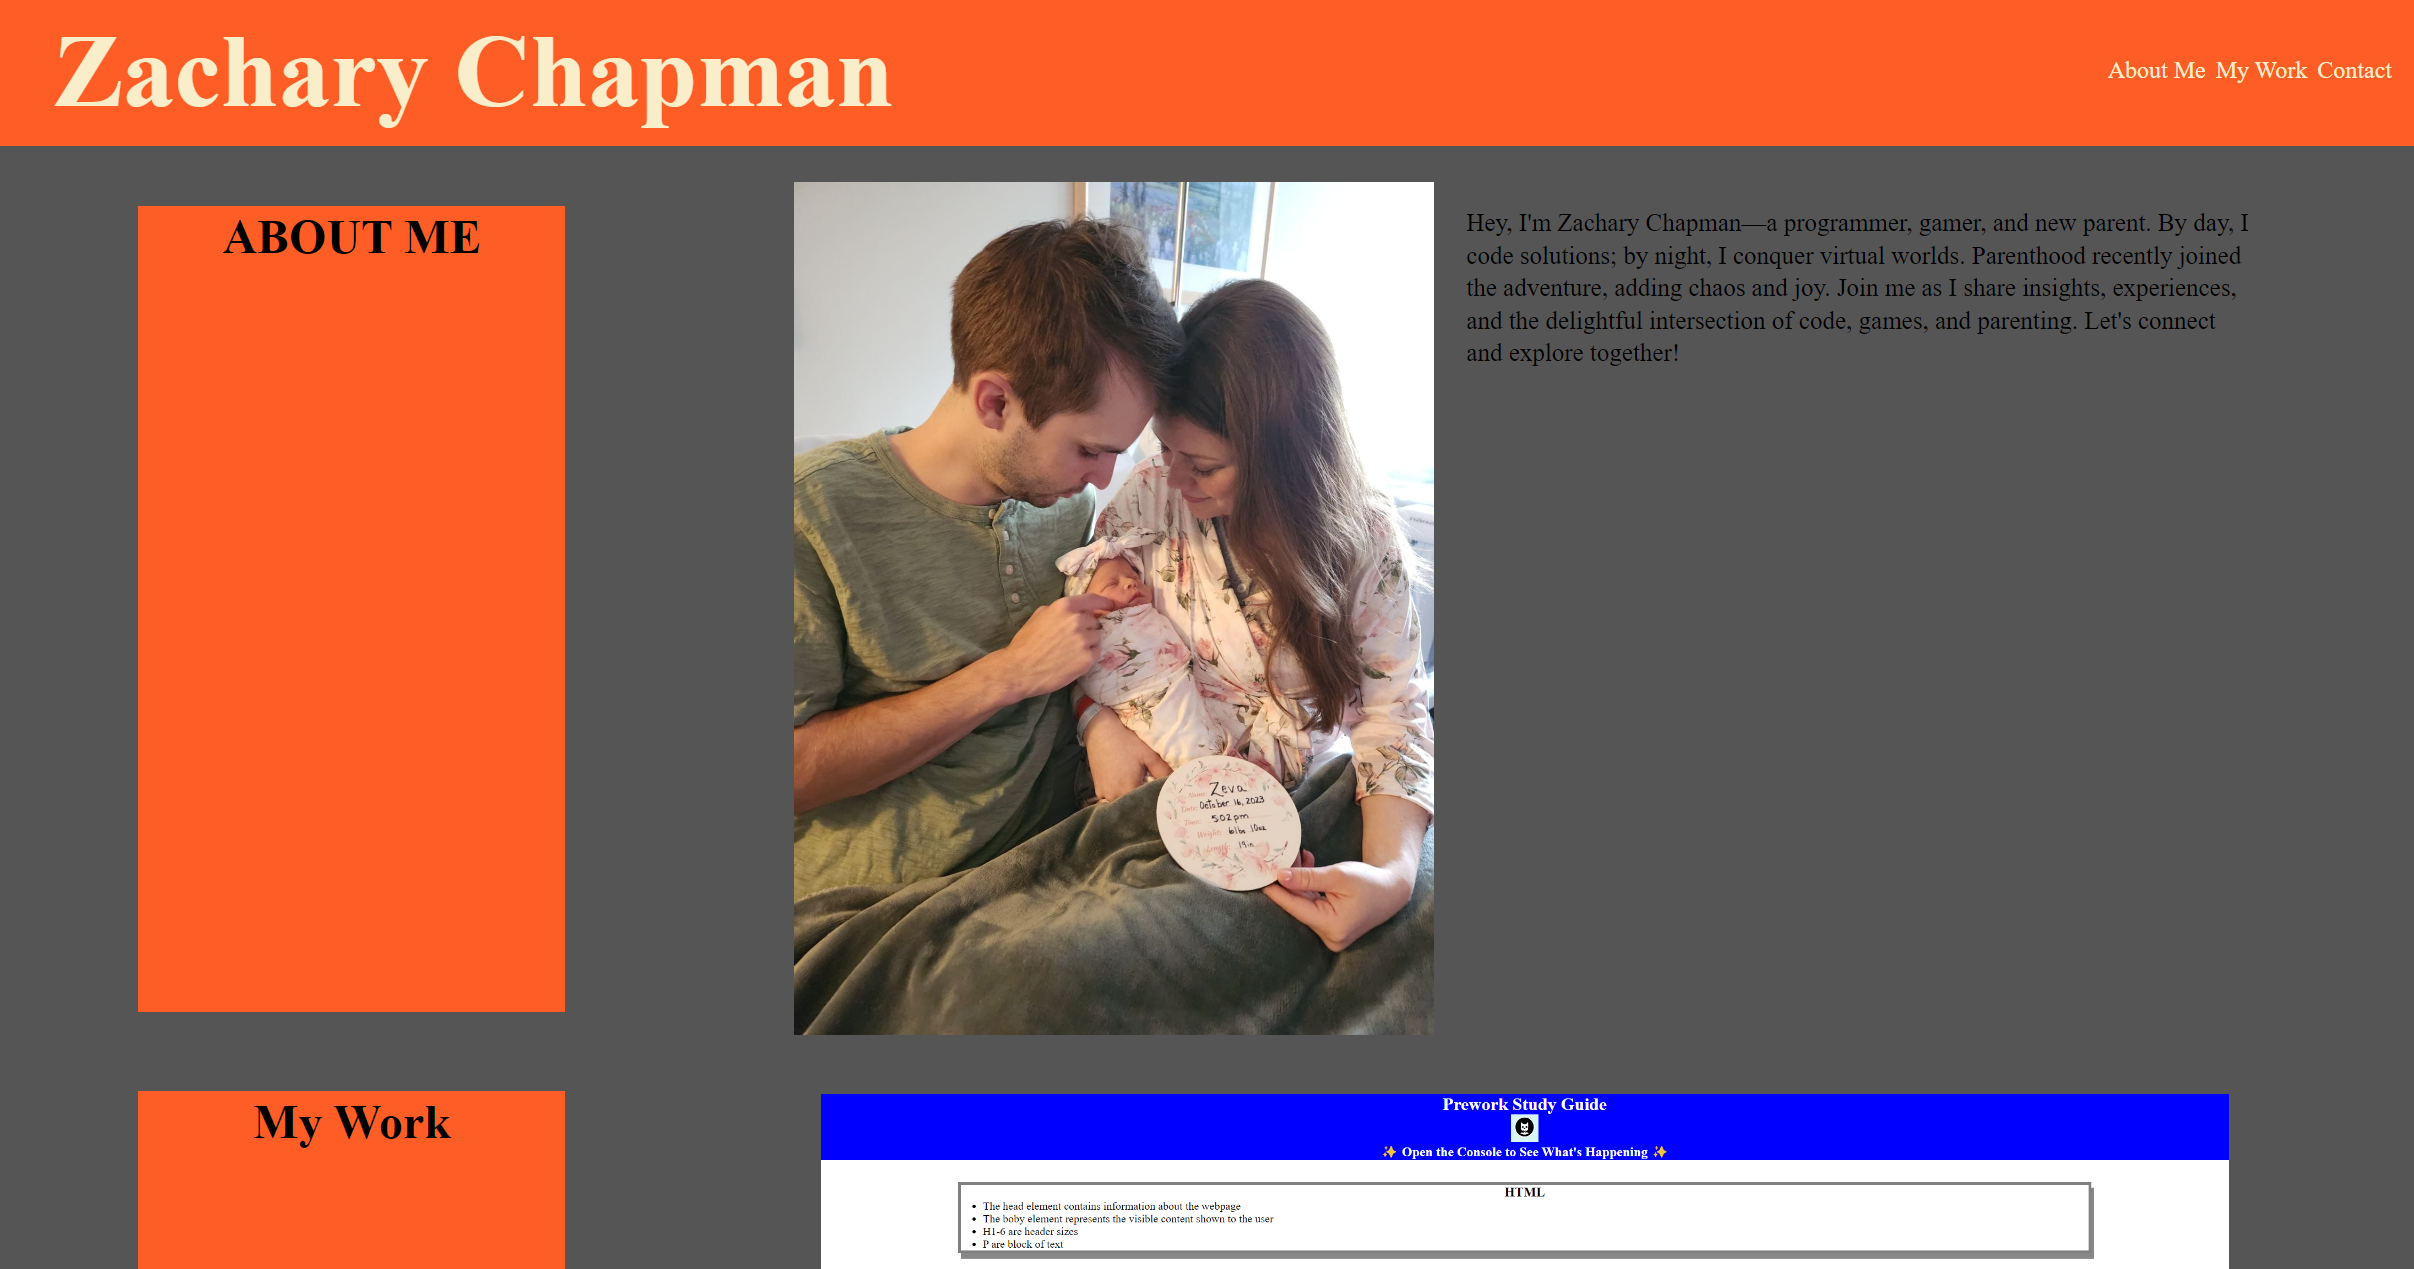 Zachary Chapman
About Me My Work Contact
ABOUT ME
Hey, I'm Zachary Chapman—a programmer, gamer, and new parent. By day, I
code solutions; by night, I conquer virtual worlds. Parenthood recently joined
the adventure, adding chaos and joy. Join me as I share insights, experiences,
and the delightful intersection of code, games, and parenting. Let's connect
and explore together!
Name: Zeva
Date: October 16, 2023
Time: 5:02 pm
Weight: 6lbs 10oz
Length: 19in
My Work
Prework Study Guide
✨ Open the Console to See What's Happening ✨
HTML
• The head element contains information about the webpage
• The boby element represents the visible content shown to the user
• H1-6 are header sizes
• P are block of text